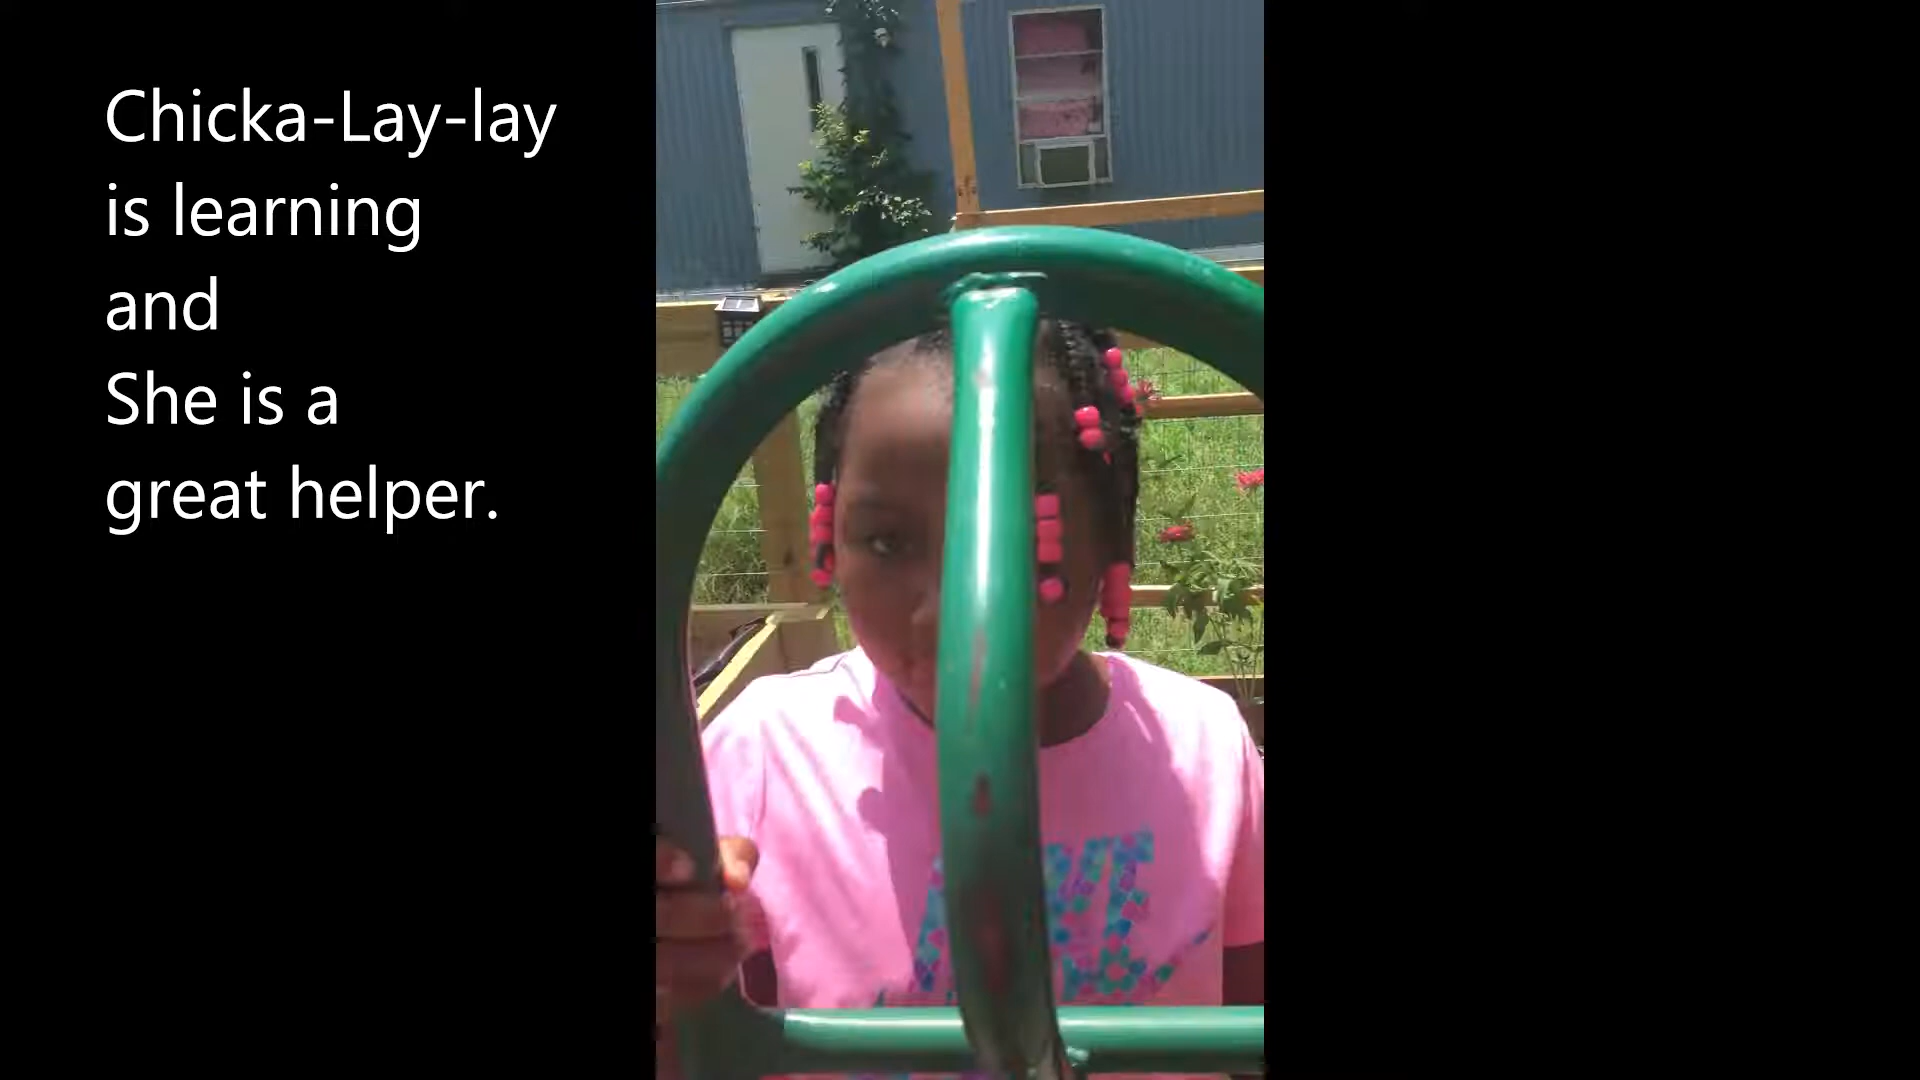 Chicka-Lay-lay
is learning
and
She is a
great helper.